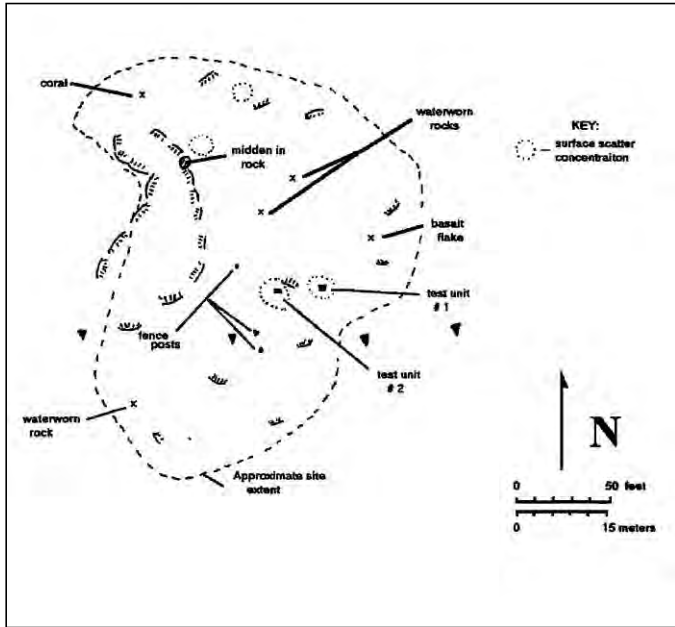 coral
waterworn
rocks
KEY:
surface scatter
concentraiton
midden in
rock
basalt
flake
test unit
# 1
fence
posts
test unit
# 2
waterworn
rock
Approximate site
extent
N
0 50 feet
0 15 meters